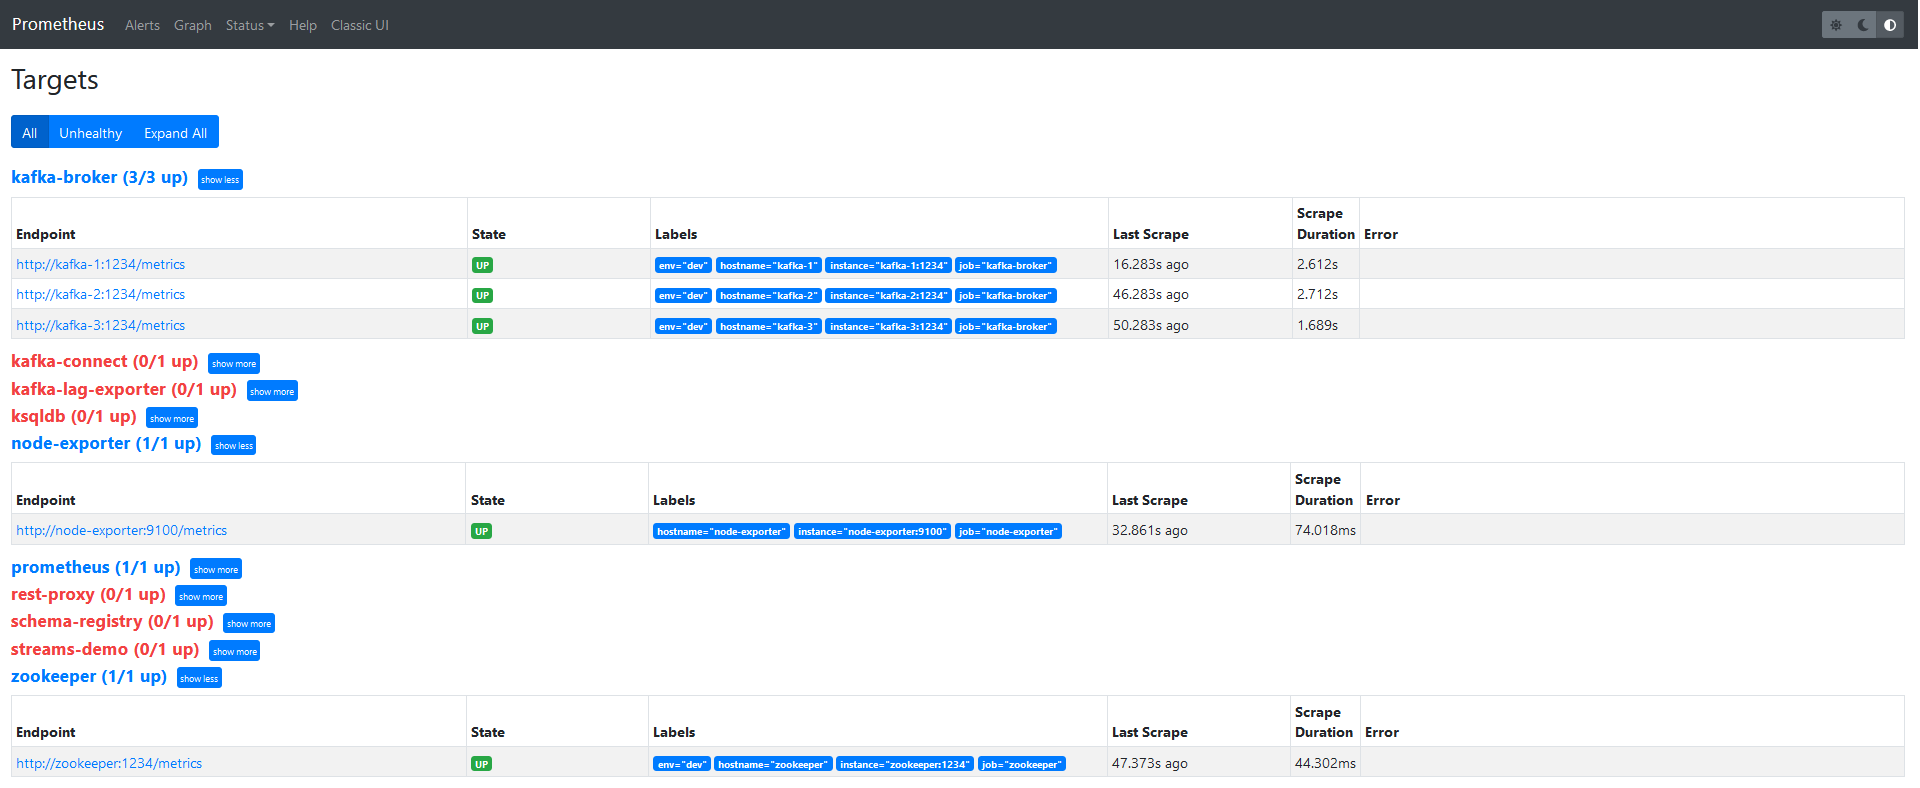 Prometheus Alerts Graph Status Help Classic UI
Targets
All Unhealthy Expand All
kafka-broker (3/3 up) show less
Endpoint State Labels Last Scrape Scrape Duration Error
http://kafka-1:1234/metrics UP env="dev" hostname="kafka-1" instance="kafka-1:1234" job="kafka-broker" 16.283s ago 2.612s
http://kafka-2:1234/metrics UP env="dev" hostname="kafka-2" instance="kafka-2:1234" job="kafka-broker" 46.283s ago 2.712s
http://kafka-3:1234/metrics UP env="dev" hostname="kafka-3" instance="kafka-3:1234" job="kafka-broker" 50.283s ago 1.689s
kafka-connect (0/1 up) show more
kafka-lag-exporter (0/1 up) show more
ksqldb (0/1 up) show more
node-exporter (1/1 up) show less
Endpoint State Labels Last Scrape Scrape Duration Error
http://node-exporter:9100/metrics UP hostname="node-exporter" instance="node-exporter:9100" job="node-exporter" 32.861s ago 74.018ms
prometheus (1/1 up) show more
rest-proxy (0/1 up) show more
schema-registry (0/1 up) show more
streams-demo (0/1 up) show more
zookeeper (1/1 up) show less
Endpoint State Labels Last Scrape Scrape Duration Error
http://zookeeper:1234/metrics UP env="dev" hostname="zookeeper" instance="zookeeper:1234" job="zookeeper" 47.373s ago 44.302ms